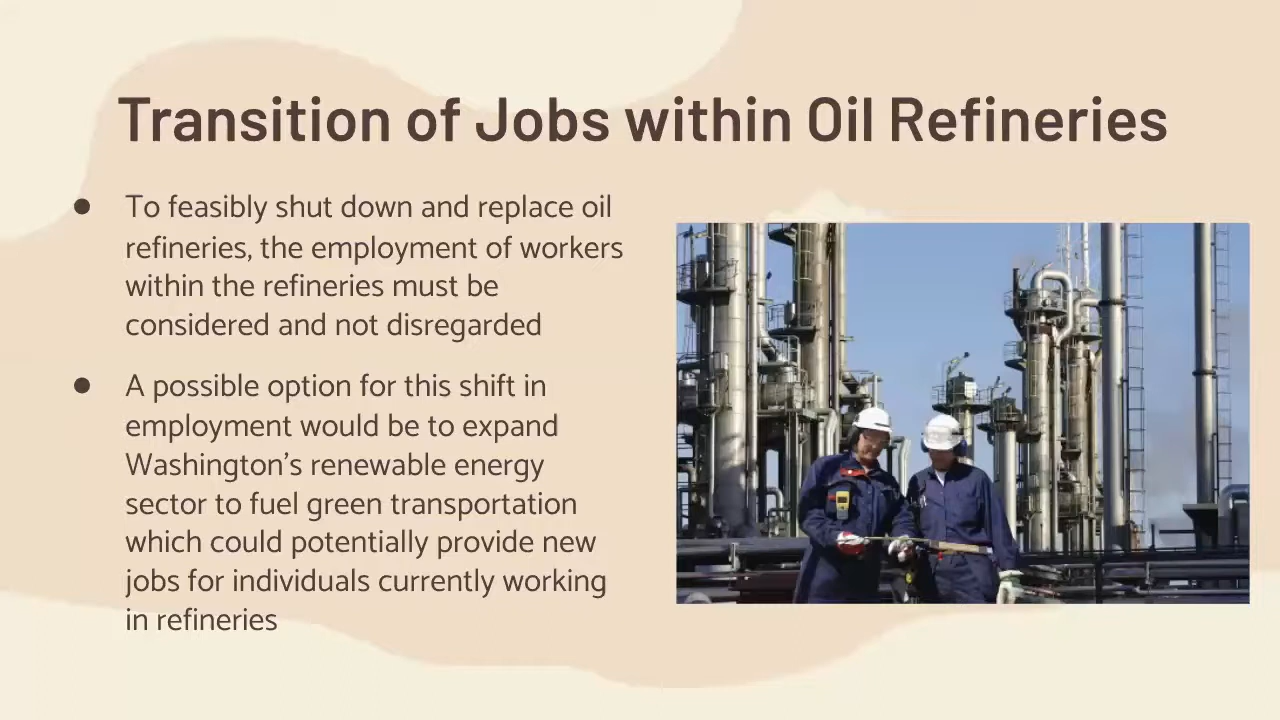 Transition of Jobs within Oil Refineries
● To feasibly shut down and replace oil
refineries, the employment of workers
within the refineries must be
considered and not disregarded
● A possible option for this shift in
employment would be to expand
Washington’s renewable energy
sector to fuel green transportation
which could potentially provide new
jobs for individuals currently working
in refineries